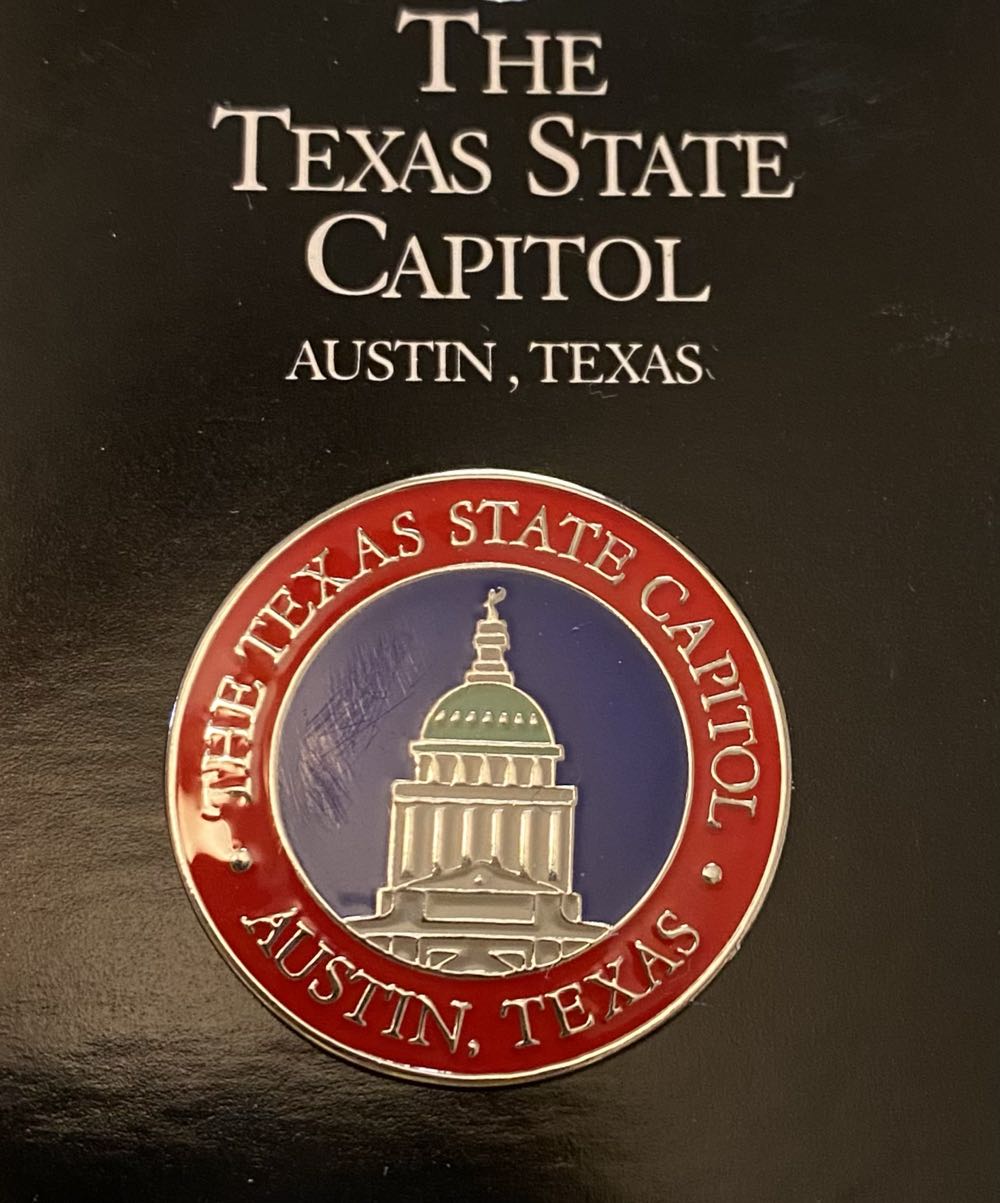 THE
TEXAS STATE
CAPITOL
AUSTIN, TEXAS
THE TEXAS STATE CAPITOL
AUSTIN, TEXAS